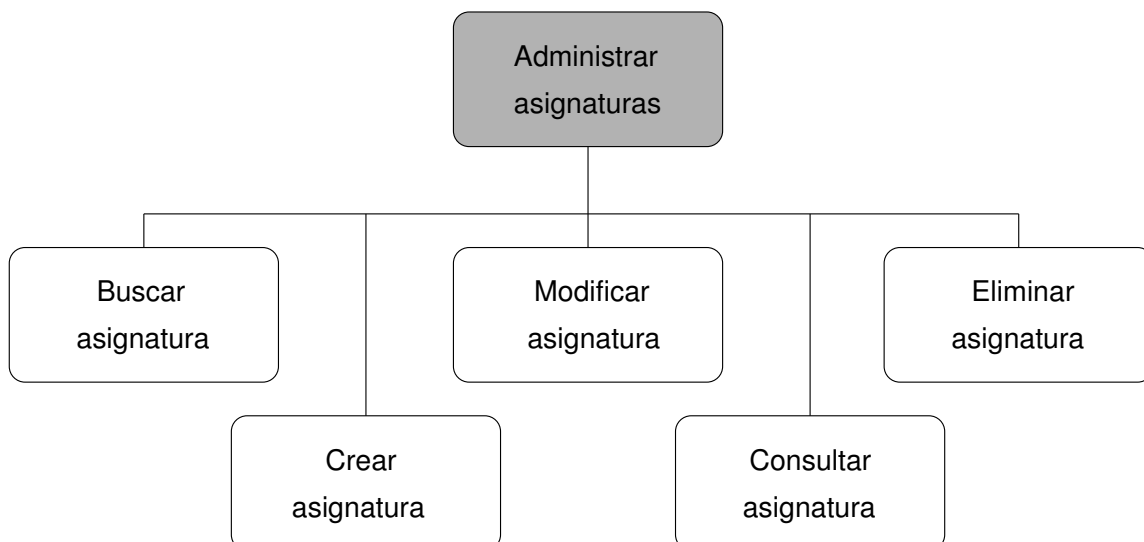 Administrar
asignaturas
Buscar
asignatura
Modificar
asignatura
Eliminar
asignatura
Crear
asignatura
Consultar
asignatura